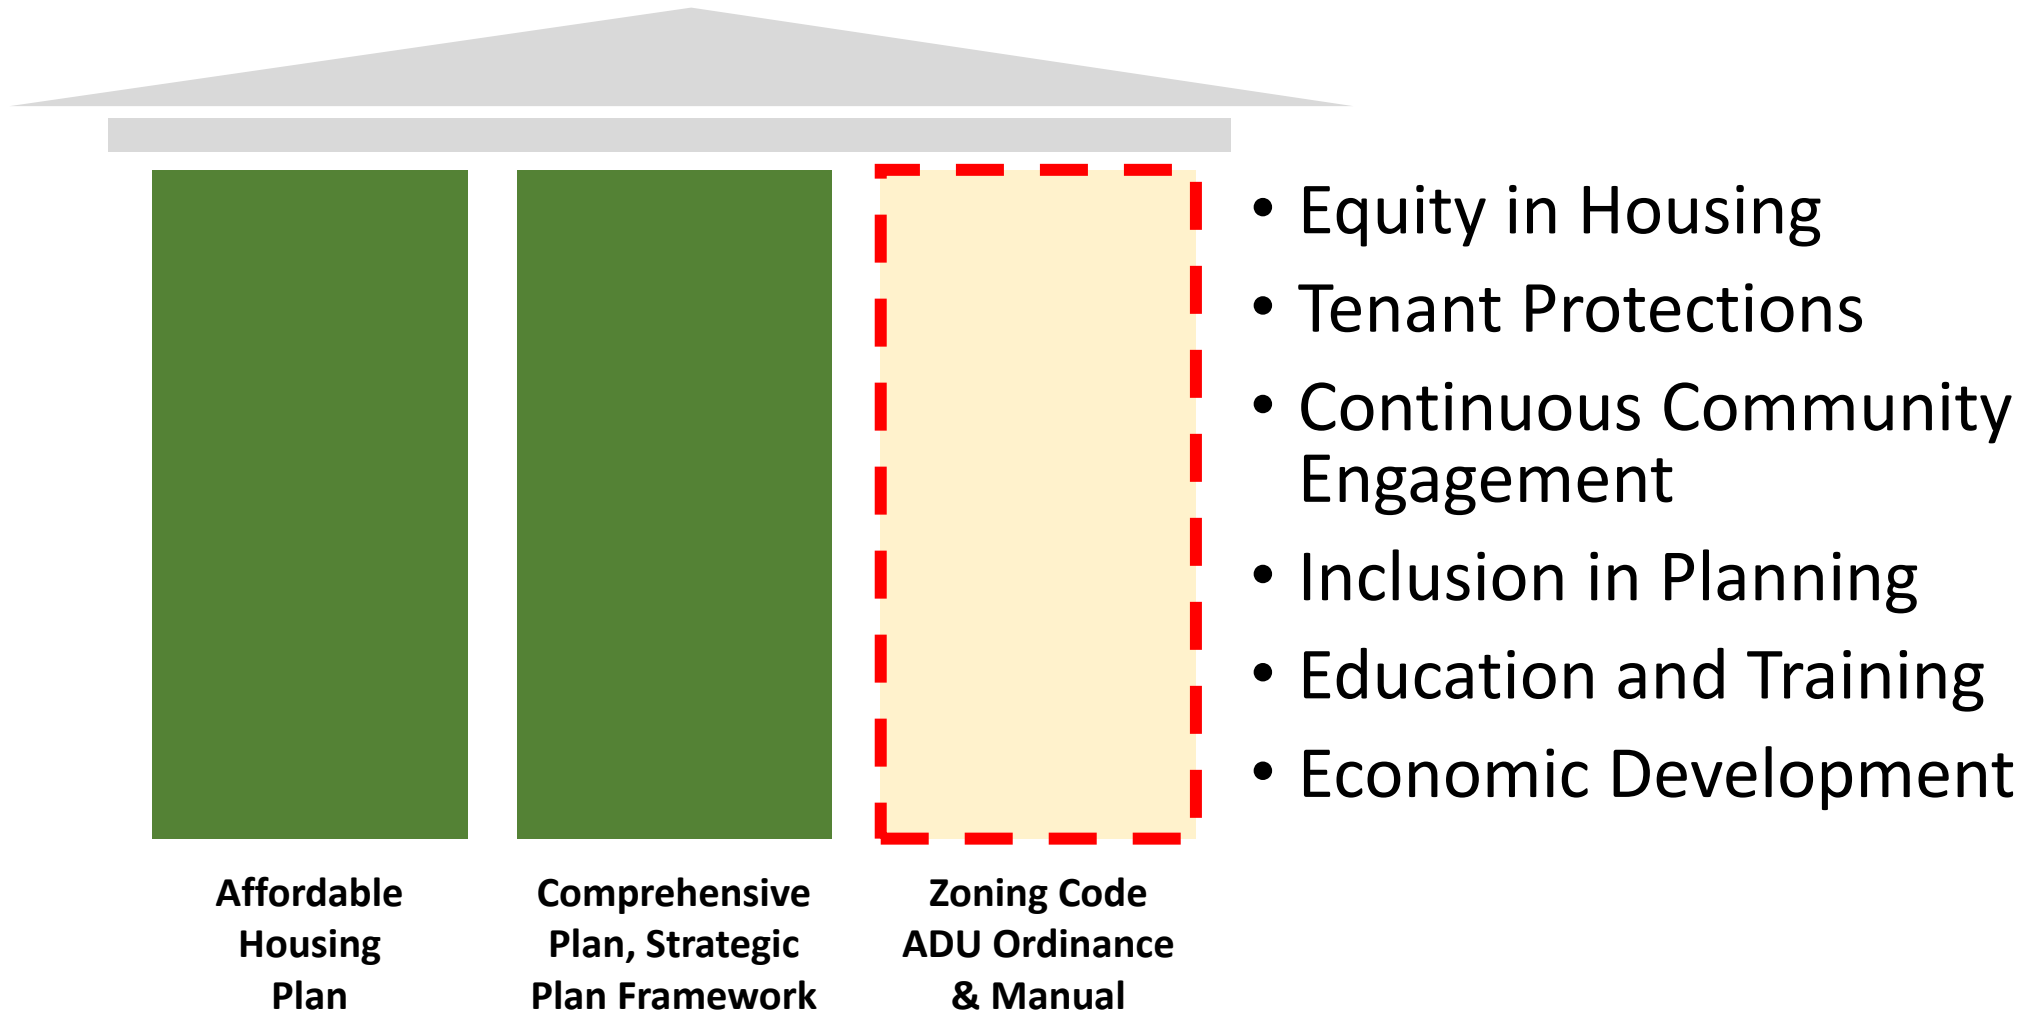 • Equity in Housing
• Tenant Protections
• Continuous Community
Engagement
• Inclusion in Planning
• Education and Training
• Economic Development
Affordable
Housing
Plan
Comprehensive
Plan, Strategic
Plan Framework
Zoning Code
ADU Ordinance
& Manual